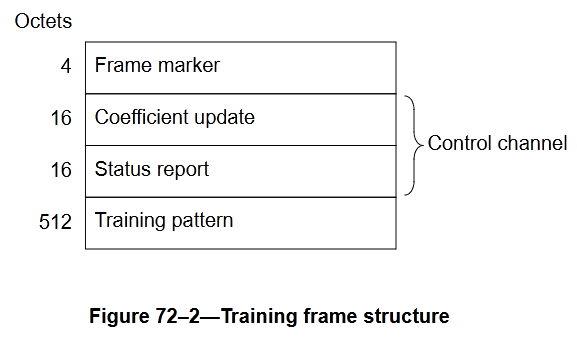 Octets
4 Frame marker
16 Coefficient update
Control channel
16 Status report
512 Training pattern
Figure 72–2—Training frame structure